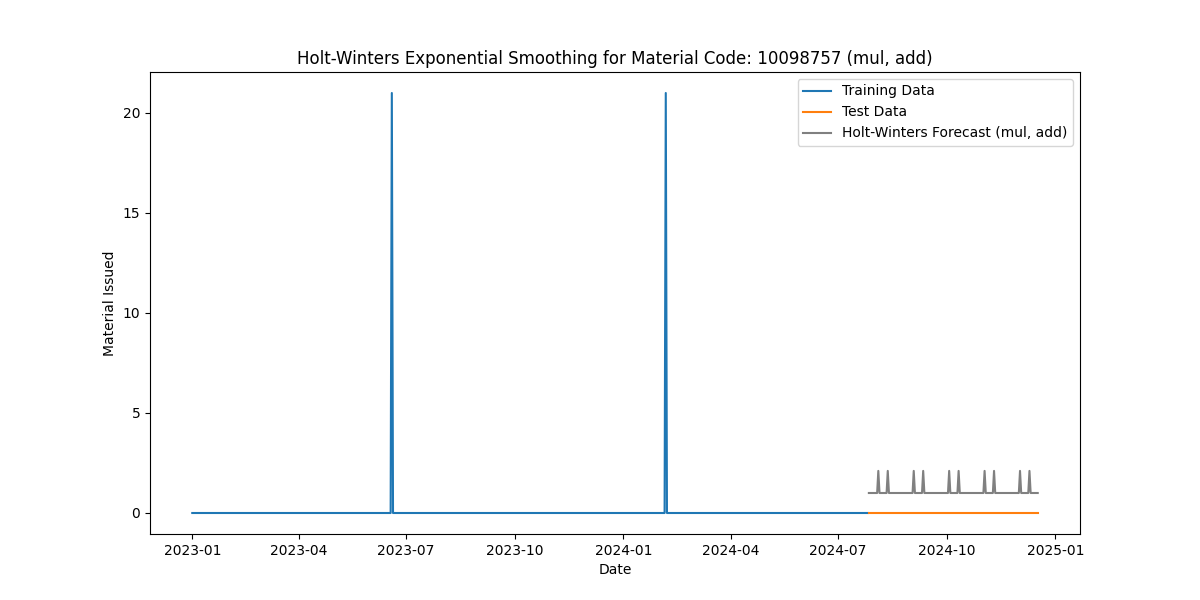 Holt-Winters Exponential Smoothing for Material Code: 10098757 (mul, add)
Training Data
Test Data
Holt-Winters Forecast (mul, add)
Material Issued
20
15
10
5
0
2023-01 2023-04 2023-07 2023-10 2024-01 2024-04 2024-07 2024-10 2025-01
Date